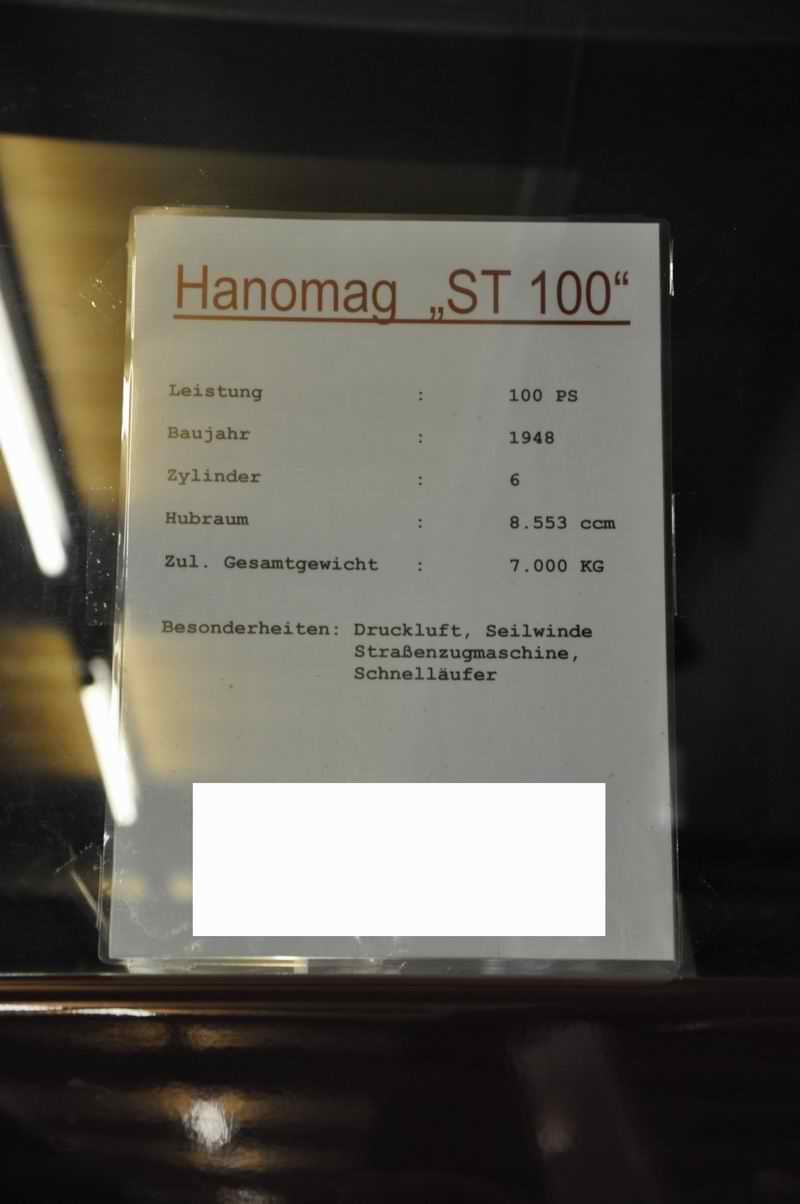 Hanomag „ST 100“
Leistung : 100 PS
Baujahr : 1948
Zylinder : 6
Hubraum : 8.553 ccm
Zul. Gesamtgewicht : 7.000 KG
Besonderheiten: Druckluft, Seilwinde
Straßenzugmaschine,
Schnelläufer